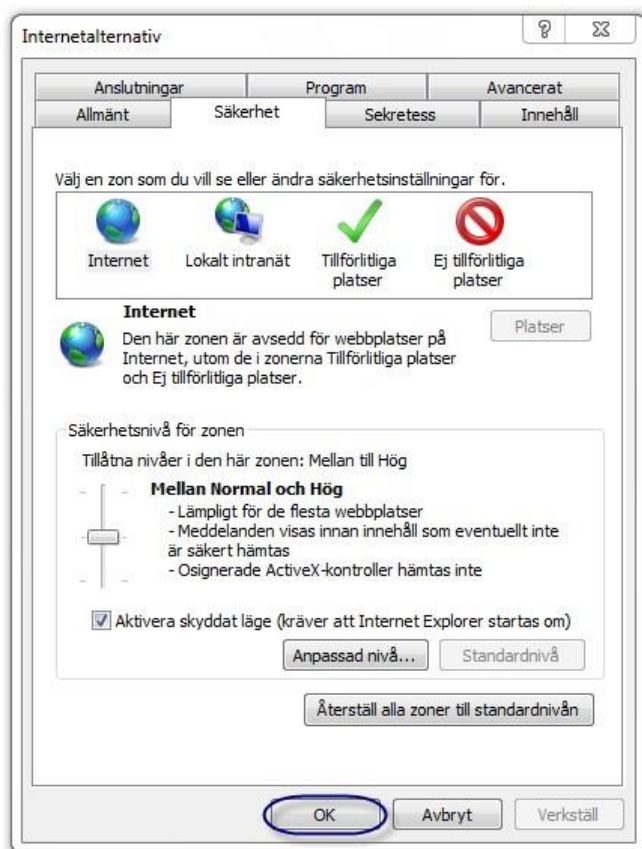 Internetalternativ
Anslutningar Program Avancerat
Allmänt Säkerhet Sekretess Innehåll
Välj en zon som du vill se eller ändra säkerhetsinställningar för.
Internet Lokalt intranät Tillförlitliga platser Ej tillförlitliga platser
Internet
Platser
Den här zonen är avsedd för webbplatser på
Internet, utom de i zonerna Tillförlitliga platser
och Ej tillförlitliga platser.
Säkerhetsnivå för zonen
Tillåtna nivåer i den här zonen: Mellan till Hög
Mellan Normal och Hög
- Lämpligt för de flesta webbplatser
- Meddelanden visas innan innehåll som eventuellt inte
är säkert hämtas
- Osignerade ActiveX-kontroller hämtas inte
Aktivera skyddat läge (kräver att Internet Explorer startas om)
Anpassad nivå... Standardnivå
Återställ alla zoner till standardnivån
OK Avbryt Verkställ